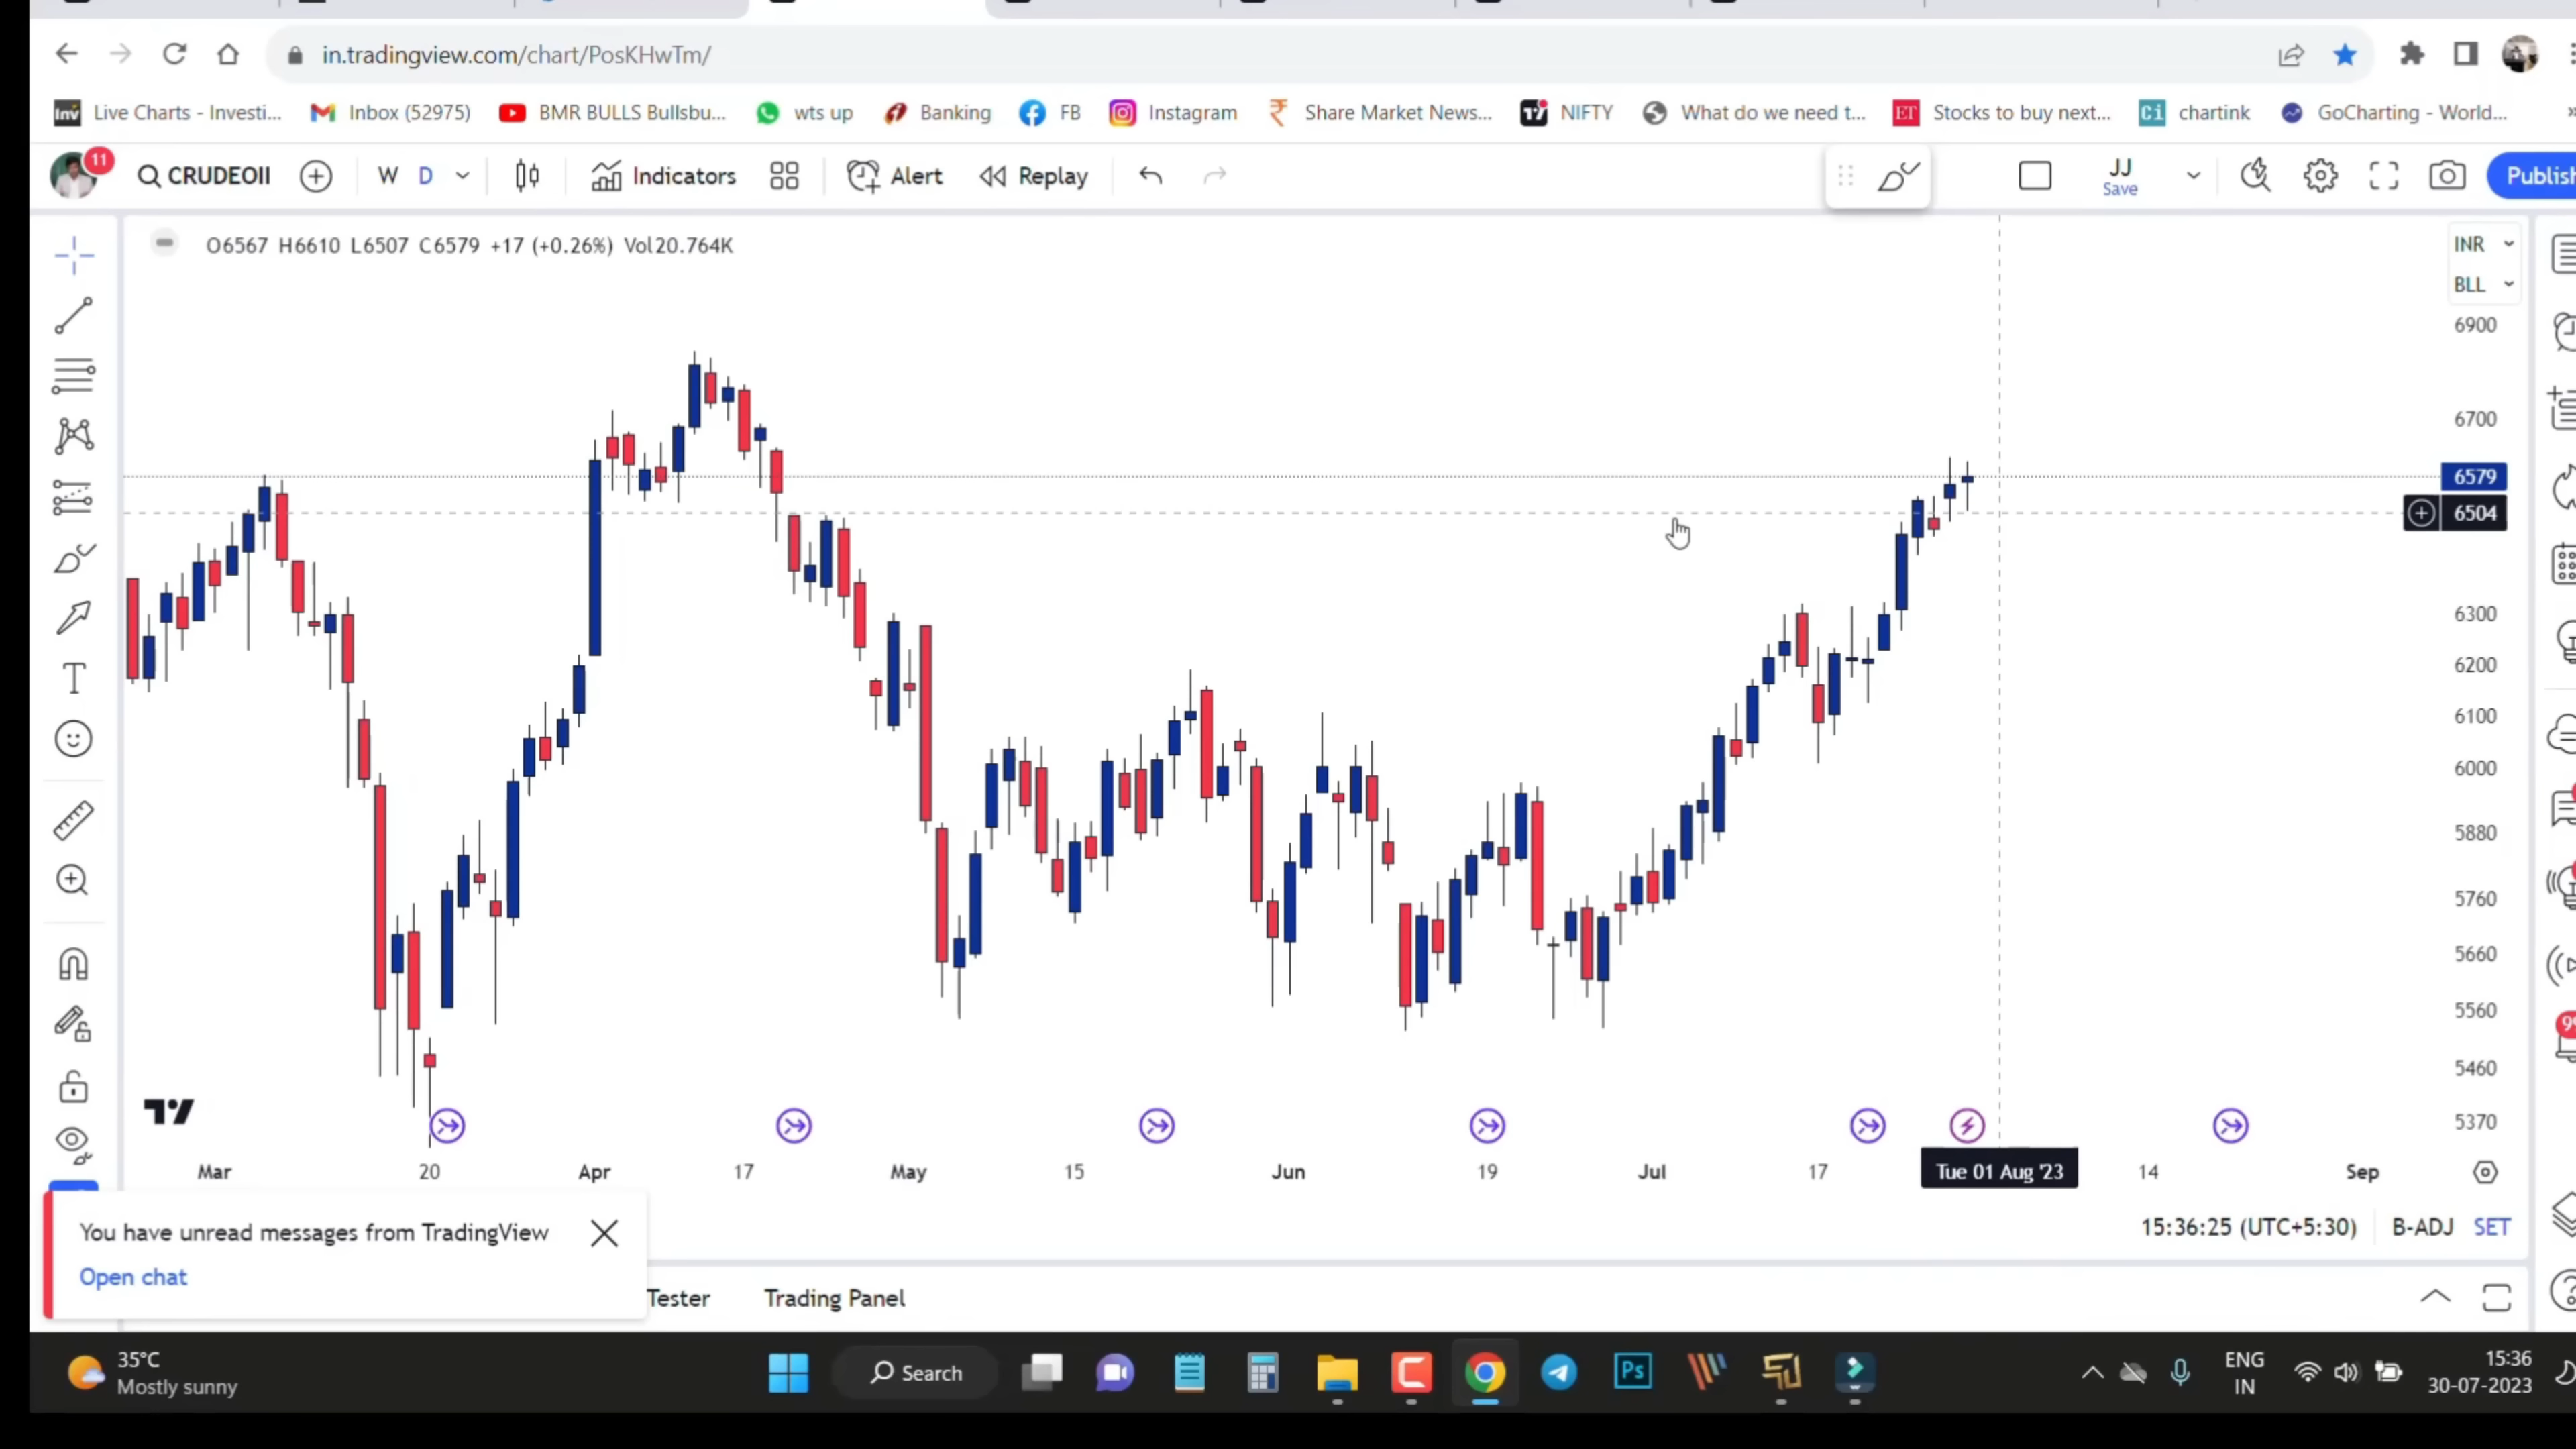 in.tradingview.com/chart/PosKHwTm/
Inv Live Charts - Investi... Inbox (52975) BMR BULLS Bullsbu... wts up Banking FB Instagram Share Market News... NIFTY What do we need t... ET Stocks to buy next... Ci chartink GoCharting - World... »
11 CRUDEOIl W D Indicators Alert Replay JJ Save Publish
O6567 H6610 L6507 C6579 +17 (+0.26%) Vol20.764K
INR
BLL
6900
6700
6579
6504
6300
6200
6100
6000
5880
5760
5660
5560
5460
5370
Mar 20 Apr 17 May 15 Jun 19 Jul 17 Tue 01 Aug '23 14 Sep
15:36:25 (UTC+5:30) B-ADJ SET
You have unread messages from TradingView
Open chat
Tester Trading Panel
35°C
Mostly sunny
Search
Ps
ENG
IN
15:36
30-07-2023